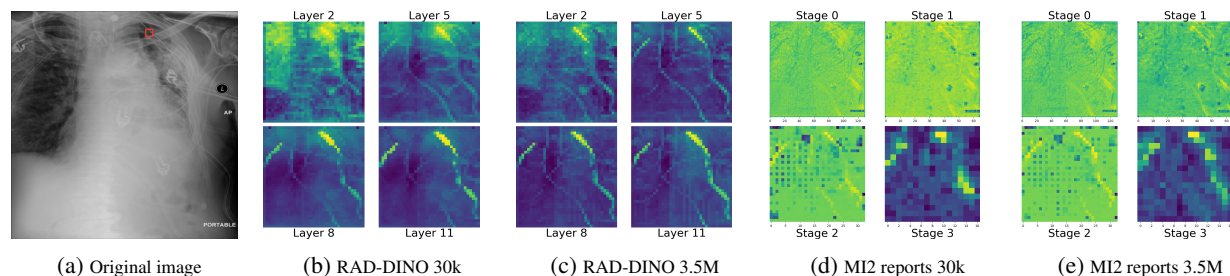 Layer 2 Layer 5 Layer 2 Layer 5 Stage 0 Stage 1 Stage 0 Stage 1
L
AP
PORTABLE
Layer 8 Layer 11 Layer 8 Layer 11 Stage 2 Stage 3 Stage 2 Stage 3
(a) Original image (b) RAD-DINO 30k (c) RAD-DINO 3.5M (d) MI2 reports 30k (e) MI2 reports 3.5M